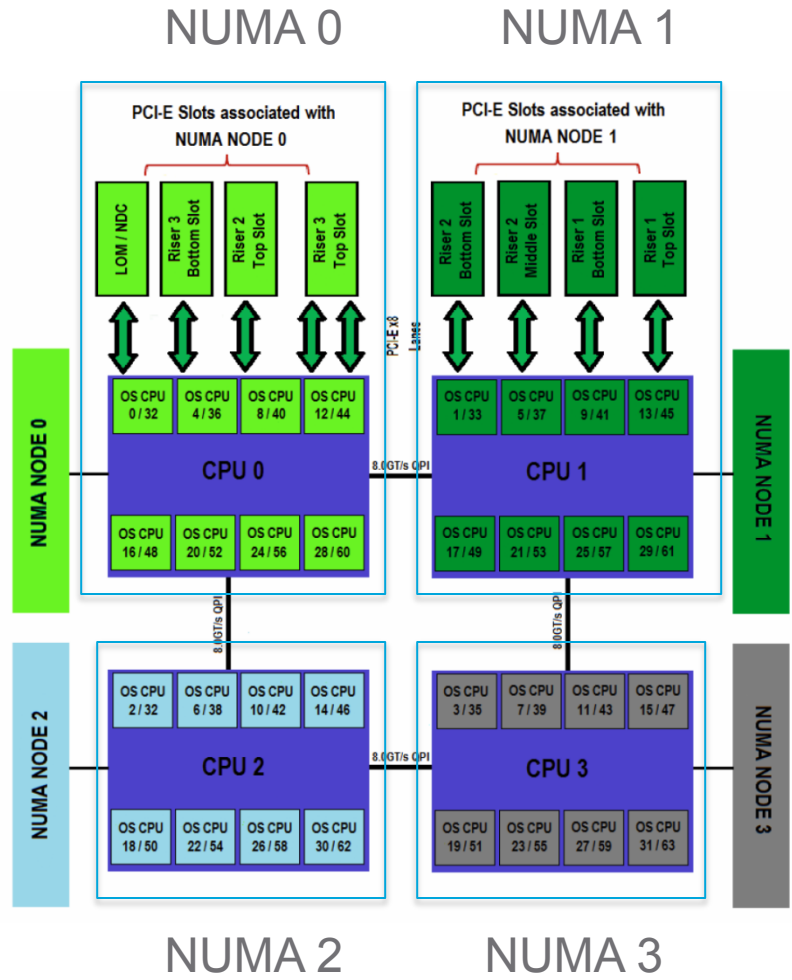 NUMA 0
NUMA 1
PCI-E Slots associated with
NUMA NODE 0
PCI-E Slots associated with
NUMA NODE 1
LOM / NDC
Riser 3
Bottom Slot
Riser 2
Top Slot
Riser 3
Top Slot
Riser 2
Bottom Slot
Riser 2
Middle Slot
Riser 1
Bottom Slot
Riser 1
Top Slot
PCI-E x8
Lanes
NUMA NODE 0
OS CPU
0 / 32
OS CPU
4 / 36
OS CPU
8 / 40
OS CPU
12 / 44
CPU 0
OS CPU
16 / 48
OS CPU
20 / 52
OS CPU
24 / 56
OS CPU
28 / 60
8.0GT/s QPI
OS CPU
1 / 33
OS CPU
5 / 37
OS CPU
9 / 41
OS CPU
13 / 45
CPU 1
OS CPU
17 / 49
OS CPU
21 / 53
OS CPU
25 / 57
OS CPU
29 / 61
NUMA NODE 1
8.0GT/s QPI
8.0GT/s QPI
NUMA NODE 2
OS CPU
2 / 32
OS CPU
6 / 38
OS CPU
10 / 42
OS CPU
14 / 46
CPU 2
OS CPU
18 / 50
OS CPU
22 / 54
OS CPU
26 / 58
OS CPU
30 / 62
8.0GT/s QPI
OS CPU
3 / 35
OS CPU
7 / 39
OS CPU
11 / 43
OS CPU
15 / 47
CPU 3
OS CPU
19 / 51
OS CPU
23 / 55
OS CPU
27 / 59
OS CPU
31 / 63
NUMA NODE 3
NUMA 2
NUMA 3